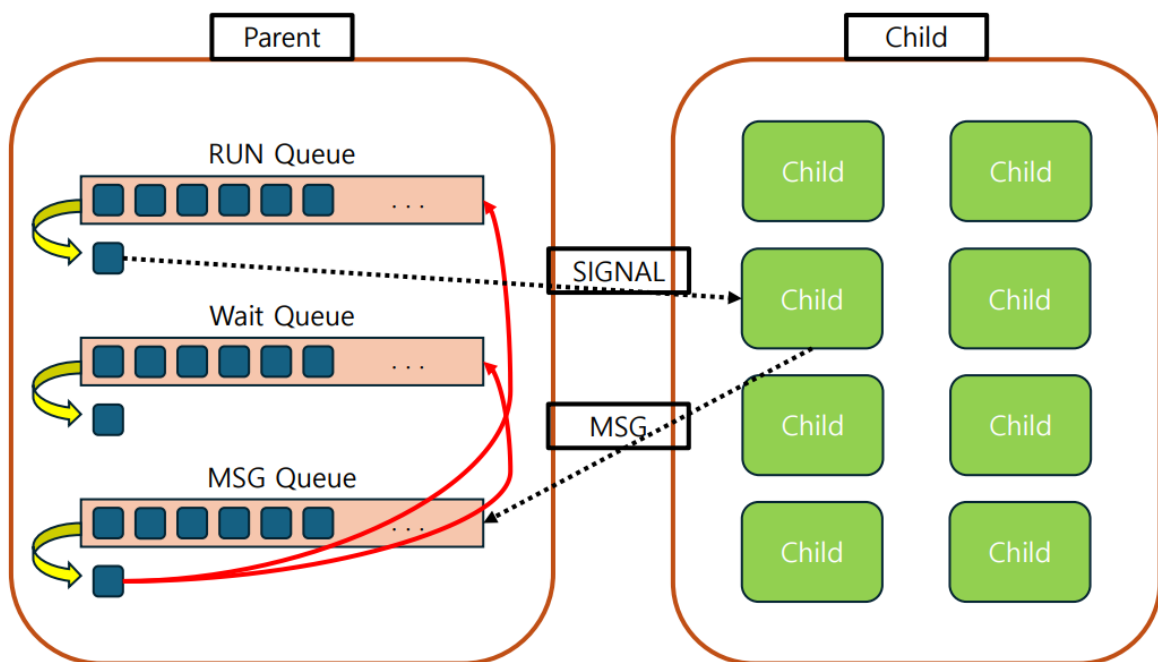 Parent
Child
RUN Queue
. . .
Wait Queue
. . .
MSG Queue
. . .
SIGNAL
MSG
Child
Child
Child
Child
Child
Child
Child
Child